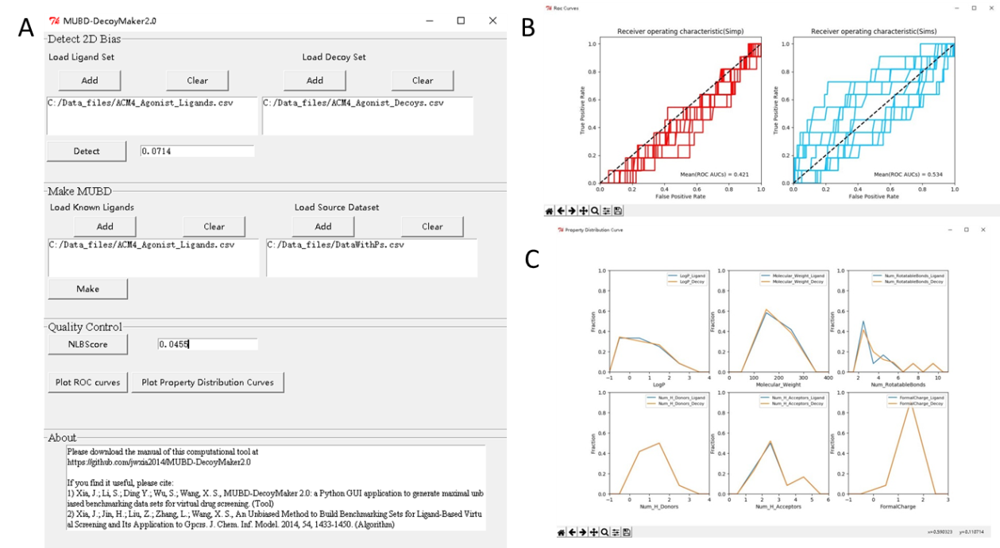 A
MUBD-DecoyMaker2.0
Detect 2D Bias
Load Ligand Set
Load Decoy Set
Add
Clear
Add
Clear
C:/Data_files/ACM4_Agonist_Ligands.csv
C:/Data_files/ACM4_Agonist_Decoys.csv
Detect
0.0714
Make MUBD
Load Known Ligands
Load Source Dataset
Add
Clear
Add
Clear
C:/Data_files/ACM4_Agonist_Ligands.csv
C:/Data_files/DataWithPs.csv
Make
Quality Control
NLBScore
0.0455
Plot ROC curves
Plot Property Distribution Curves
About
Please download the manual of this computational tool at
https://github.com/jwxia2014/MUBD-DecoyMaker2.0
If you find it useful, please cite:
1) Xia, J.; Li, S.; Ding Y.; Wu, S.; Wang, X. S., MUBD-DecoyMaker 2.0: a Python GUI application to generate maximal unb
iased benchmarking data sets for virtual drug screening. (Tool)
2) Xia, J.; Jin, H.; Liu, Z.; Zhang, L.; Wang, X. S., An Unbiased Method to Build Benchmarking Sets for Ligand-Based Virtu
al Screening and Its Application to Gpcrs. J. Chem. Inf. Model. 2014, 54, 1433-1450. (Algorithm)
B
Roc Curves
Receiver operating characteristic(Simp)
True Positive Rate
1.0
0.8
0.6
0.4
0.2
0.0
Mean(ROC AUCs) = 0.421
0.0 0.2 0.4 0.6 0.8 1.0
False Positive Rate
Receiver operating characteristic(Sims)
True Positive Rate
1.0
0.8
0.6
0.4
0.2
0.0
Mean(ROC AUCs) = 0.534
0.0 0.2 0.4 0.6 0.8 1.0
False Positive Rate
C
Property Distribution Curve
LogP_Ligand
LogP_Decoy
Fraction
1.0
0.8
0.6
0.4
0.2
0.0
−1 0 1 2 3 4
LogP
Molecular_Weight_Ligand
Molecular_Weight_Decoy
Fraction
1.0
0.8
0.6
0.4
0.2
0.0
100 200 300 400
Molecular_Weight
Num_RotatableBonds_Ligand
Num_RotatableBonds_Decoy
Fraction
1.0
0.8
0.6
0.4
0.2
0.0
2 4 6 8 10
Num_RotatableBonds
Num_H_Donors_Ligand
Num_H_Donors_Decoy
Fraction
1.0
0.8
0.6
0.4
0.2
0.0
−1 0 1 2 3 4
Num_H_Donors
Num_H_Acceptors_Ligand
Num_H_Acceptors_Decoy
Fraction
1.0
0.8
0.6
0.4
0.2
0.0
0 1 2 3 4 5 6
Num_H_Acceptors
FormalCharge_Ligand
FormalCharge_Decoy
Fraction
1.0
0.8
0.6
0.4
0.2
0.0
−1 0 1 2 3
FormalCharge
x=0.590323 y=0.118714